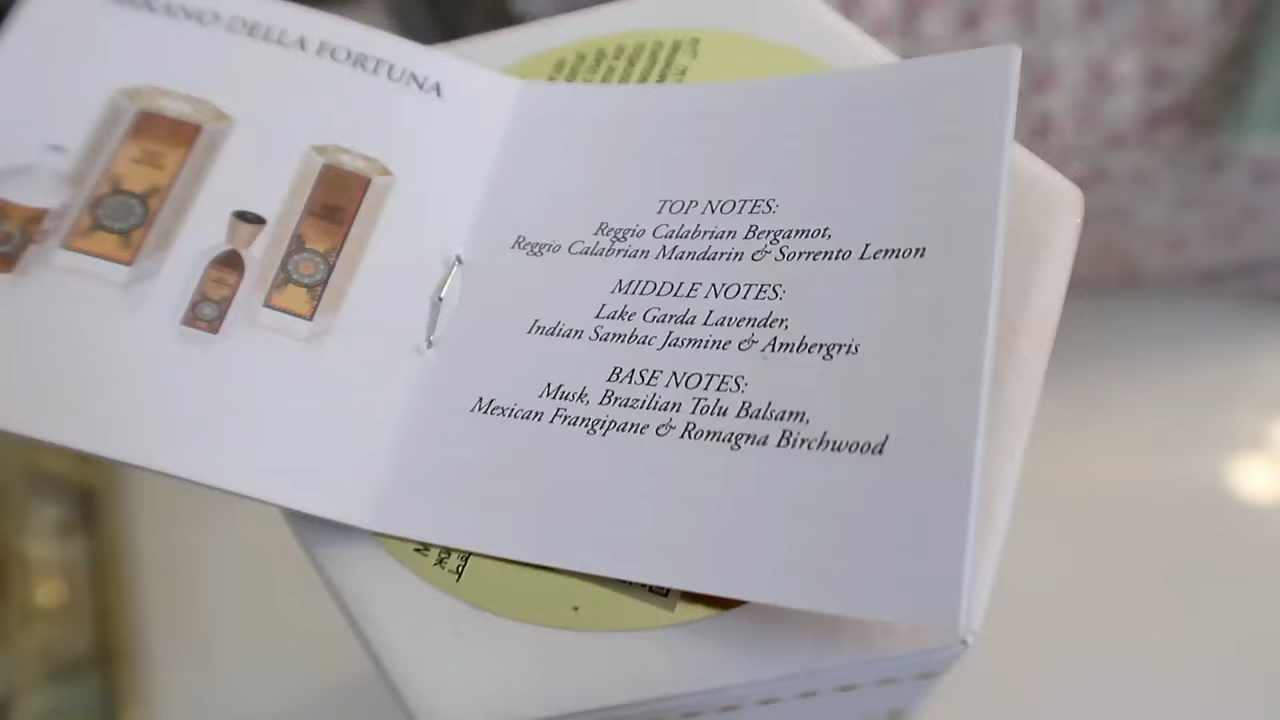 DELLA FORTUNA
TOP NOTES:
Reggio Calabrian Bergamot,
Reggio Calabrian Mandarin & Sorrento Lemon
MIDDLE NOTES:
Lake Garda Lavender,
Indian Sambac Jasmine & Ambergris
BASE NOTES:
Musk, Brazilian Tolu Balsam,
Mexican Frangipane & Romagna Birchwood